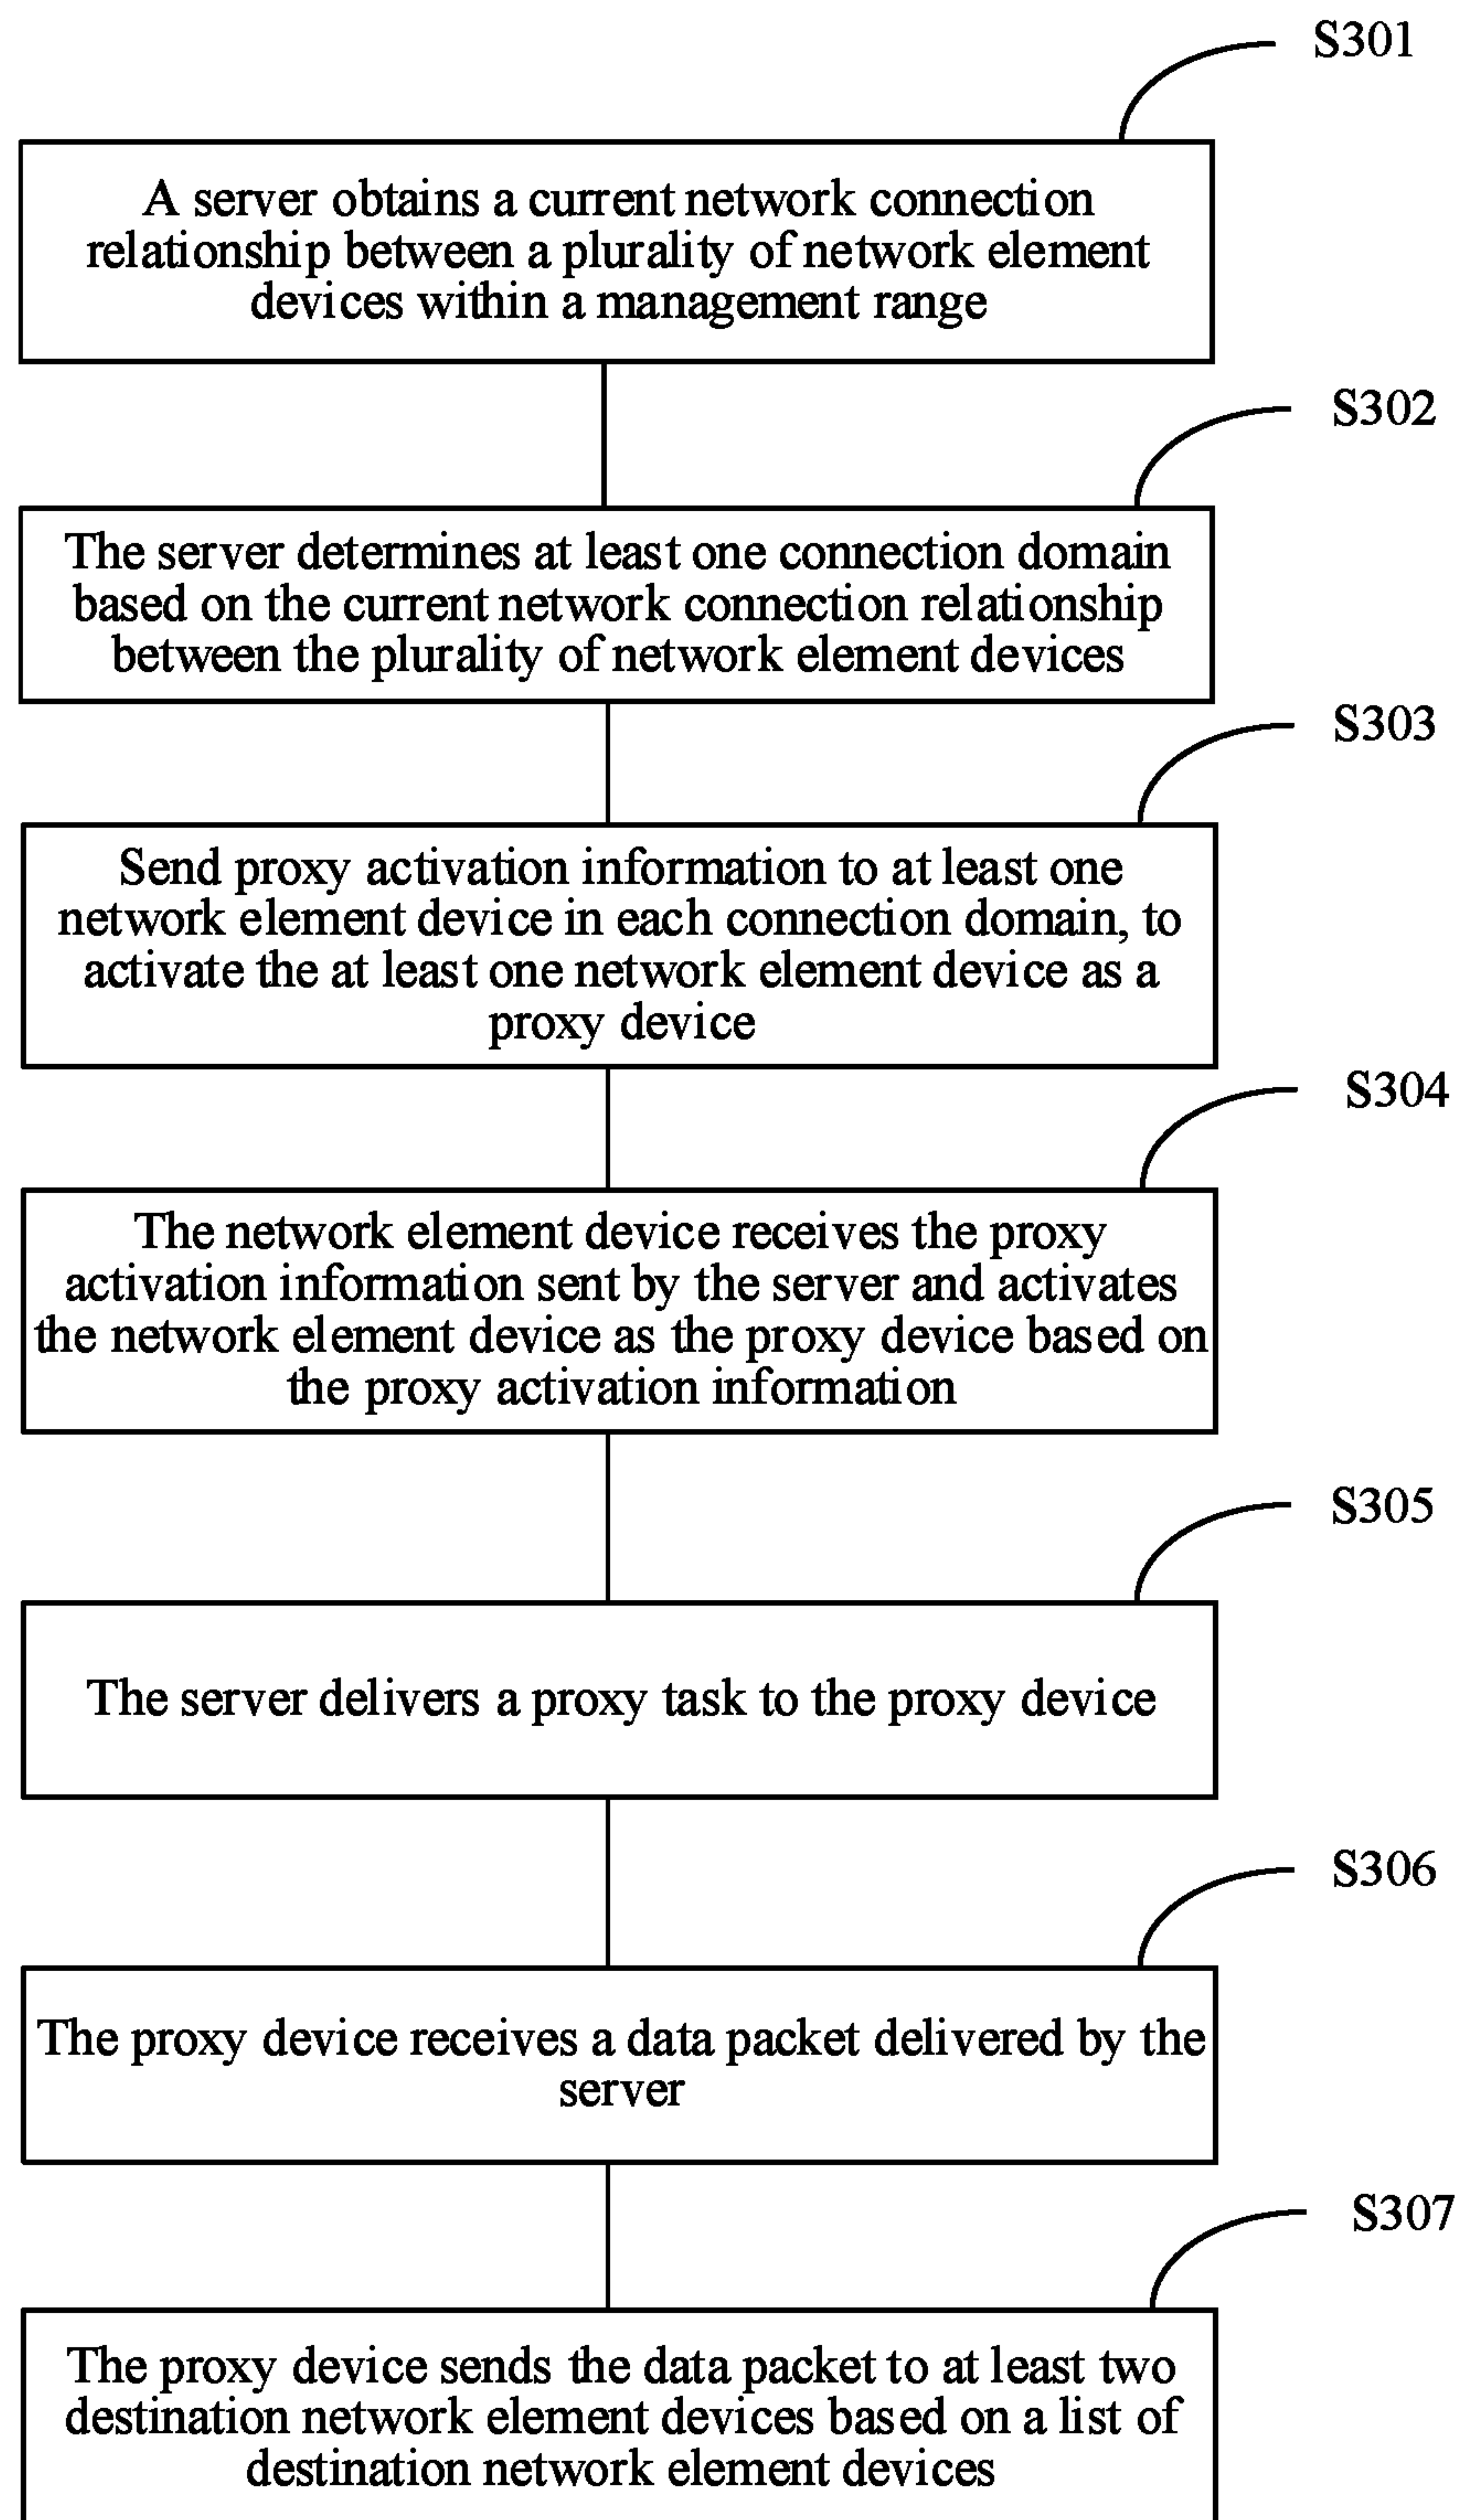 S301
A server obtains a current network connection
relationship between a plurality of network element
devices within a management range
S302
The server determines at least one connection domain
based on the current network connection relationship
between the plurality of network element devices
S303
Send proxy activation information to at least one
network element device in each connection domain, to
activate the at least one network element device as a
proxy device
S304
The network element device receives the proxy
activation information sent by the server and activates
the network element device as the proxy device based on
the proxy activation information
S305
The server delivers a proxy task to the proxy device
S306
The proxy device receives a data packet delivered by the
server
S307
The proxy device sends the data packet to at least two
destination network element devices based on a list of
destination network element devices